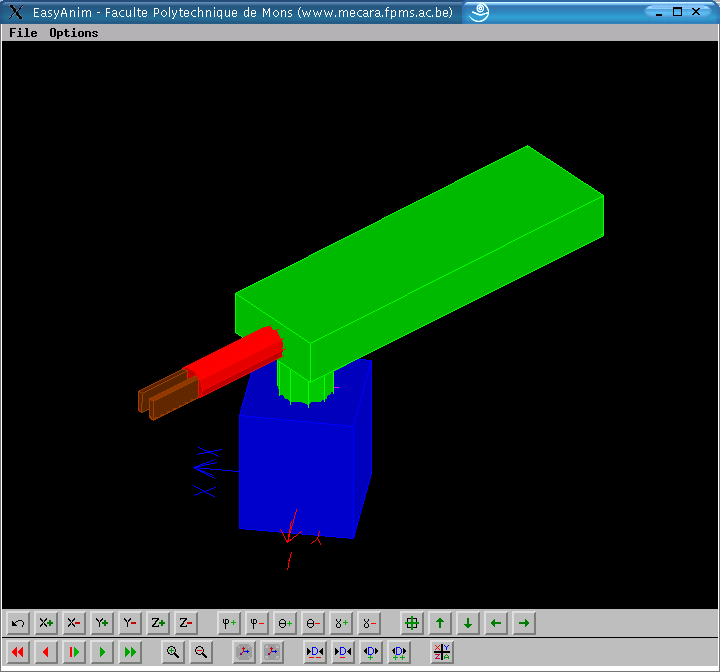 EasyAnim - Faculte Polytechnique de Mons (www.mecara.fpms.ac.be)
File Options
X+ X- Y+ Y- Z+ Z- φ+ φ- θ+ θ- ɣ+ ɣ-
D D D D X Y Z A